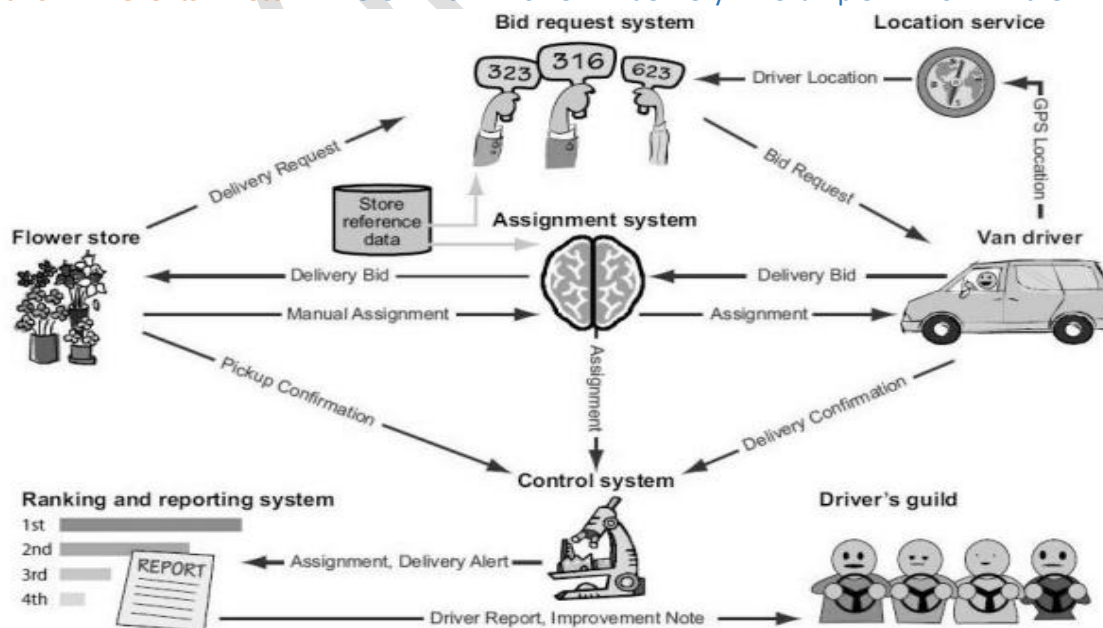 Bid request system
Location service
323
316
623
Driver Location
GPS Location
Delivery Request
Bid Request
Store
reference
data
Assignment system
Flower store
Van driver
Delivery Bid
Delivery Bid
Manual Assignment
Assignment
Pickup Confirmation
Assignment
Delivery Confirmation
Control system
Ranking and reporting system
Driver's guild
1st
2nd
3rd
4th
REPORT
Assignment, Delivery Alert
Driver Report, Improvement Note